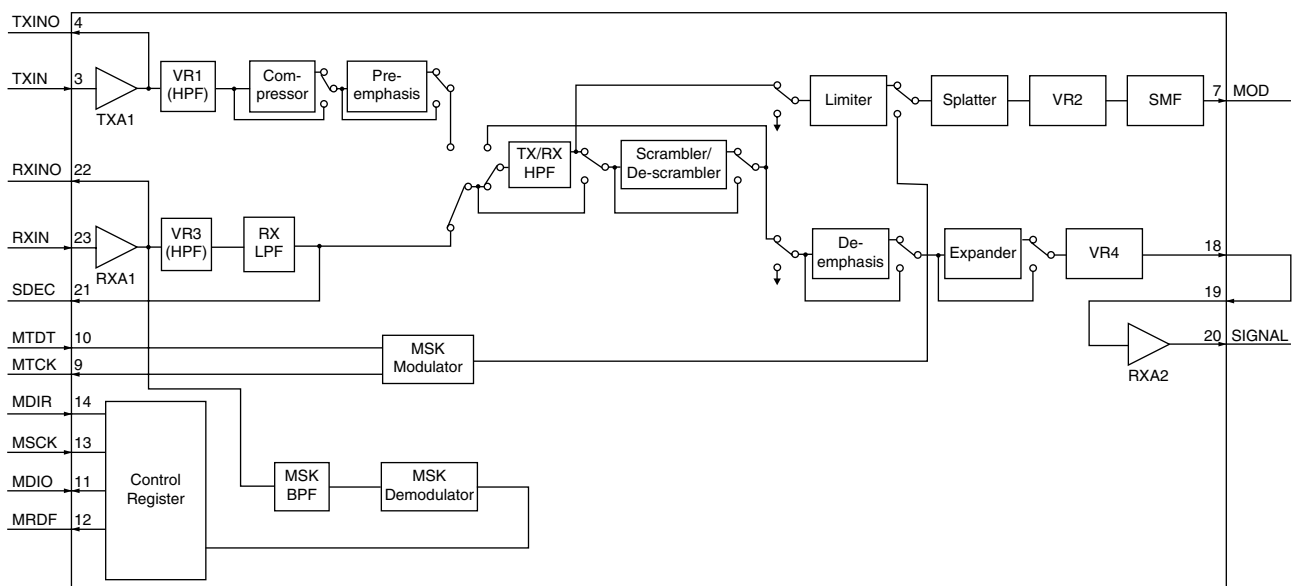 TXINO 4
TXIN 3
TXA1
VR1
(HPF)
Com-
pressor
Pre-
emphasis
Limiter
Splatter
VR2
SMF
7 MOD
RXINO 22
TX/RX
HPF
Scrambler/
De-scrambler
RXIN 23
RXA1
VR3
(HPF)
RX
LPF
De-
emphasis
Expander
VR4
18
SDEC 21
19
MTDT 10
MTCK 9
MSK
Modulator
20 SIGNAL
RXA2
MDIR 14
MSCK 13
MDIO 11
MRDF 12
Control
Register
MSK
BPF
MSK
Demodulator